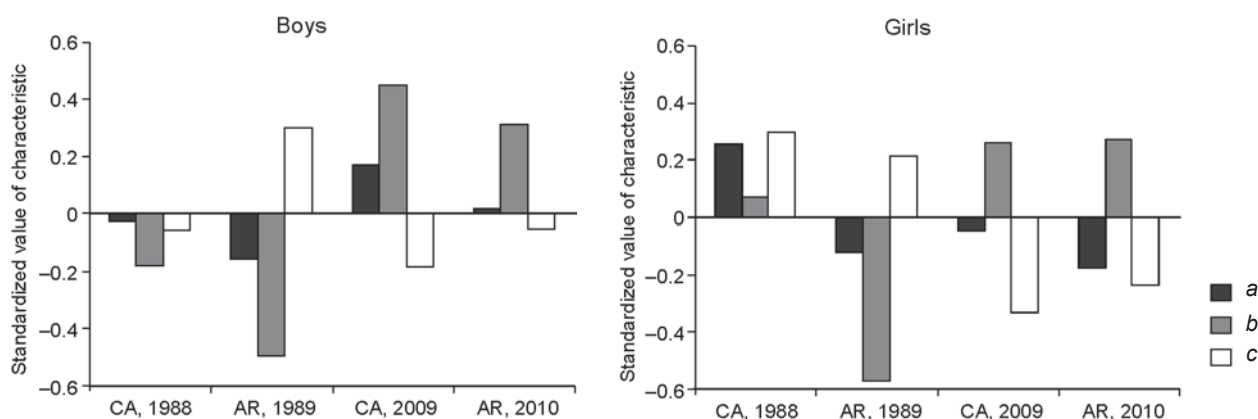 Boys
Standardized value of characteristic
0.6
0.4
0.2
0
–0.2
–0.4
–0.6
CA, 1988 AR, 1989 CA, 2009 AR, 2010
Girls
Standardized value of characteristic
0.6
0.4
0.2
0
–0.2
–0.4
–0.6
CA, 1988 AR, 1989 CA, 2009 AR, 2010
a
b
c